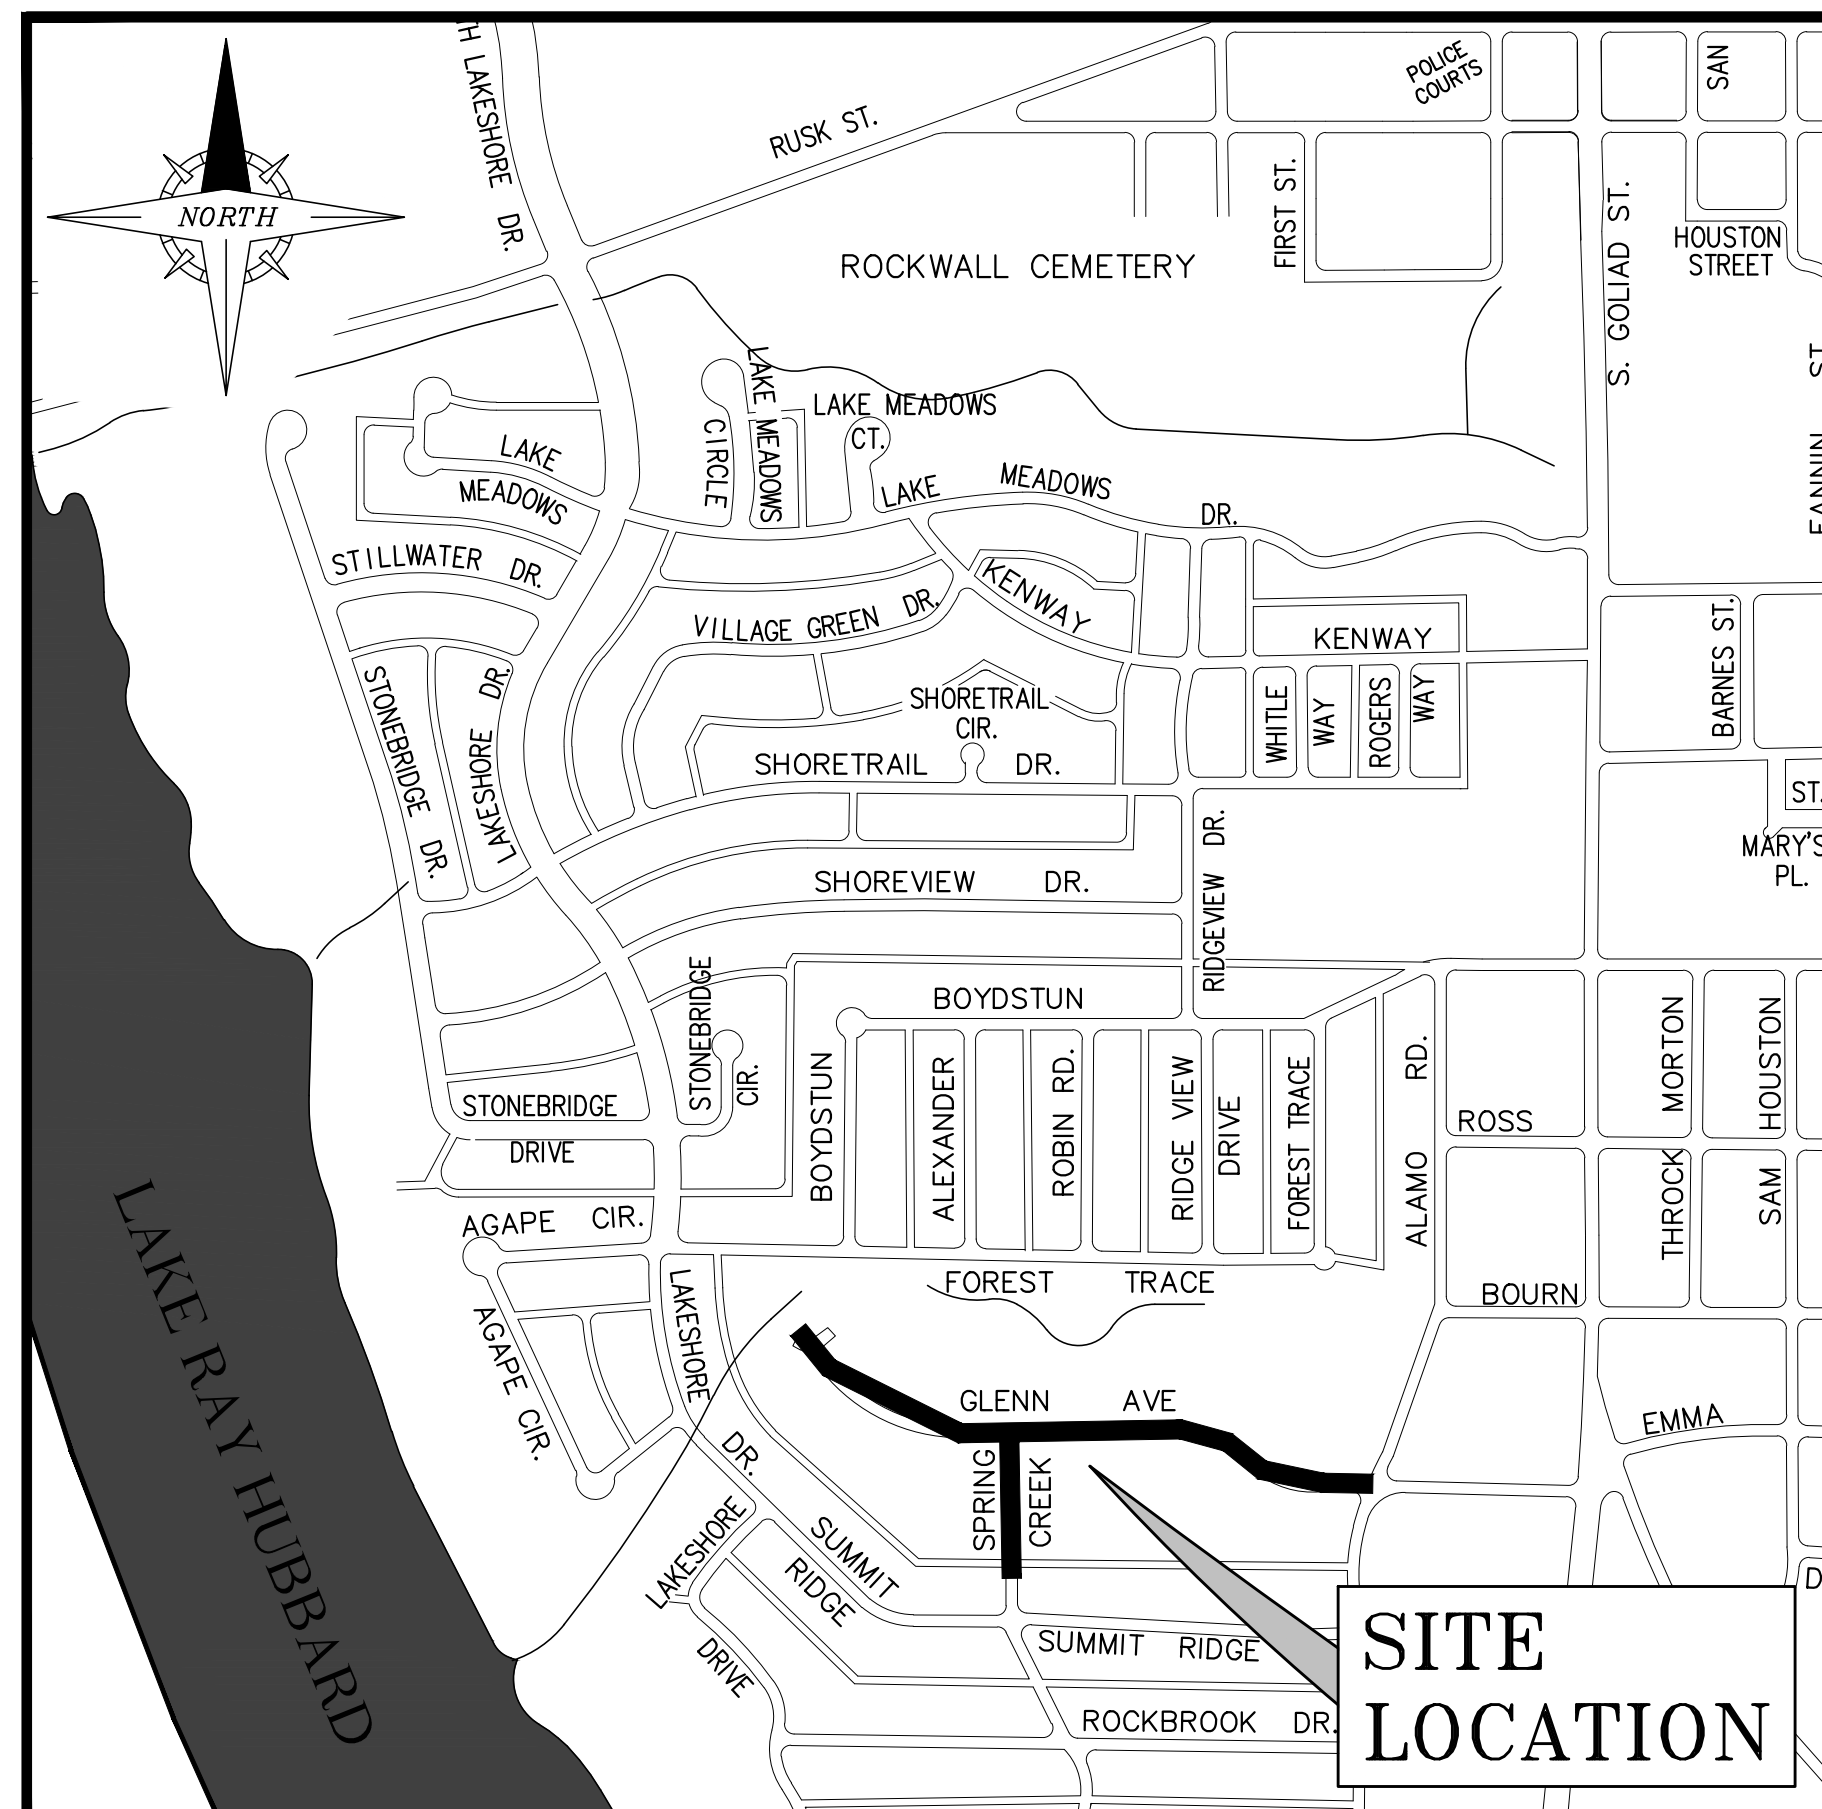 TH LAKESHORE DR.
NORTH
RUSK ST.
POLICE
COURTS
SAN
FIRST ST.
ROCKWALL CEMETERY
S. GOLIAD ST.
HOUSTON
STREET
FANNIN ST
LAKE
MEADOWS
CIRCLE
LAKE MEADOWS
LAKE MEADOWS
CT.
LAKE MEADOWS DR.
STILLWATER DR.
VILLAGE GREEN DR.
KENWAY
KENWAY
BARNES ST.
STONEBRIDGE DR.
LAKESHORE DR.
SHORETRAIL
CIR.
SHORETRAIL DR.
WHITLE
WAY
ROGERS
WAY
ST.
MARY'S
PL.
SHOREVIEW DR.
RIDGEVIEW DR.
STONEBRIDGE
CIR.
BOYDSTUN
BOYDSTUN
ALEXANDER
ROBIN RD.
RIDGE VIEW
DRIVE
FOREST TRACE
ALAMO RD.
ROSS
THROCK MORTON
SAM HOUSTON
STONEBRIDGE
DRIVE
AGAPE CIR.
AGAPE CIR.
LAKESHORE DR.
FOREST TRACE
BOURN
GLENN AVE
EMMA
SPRING
CREEK
LAKE RAY HUBBARD
LAKESHORE
DRIVE
SUMMIT
RIDGE
SUMMIT RIDGE
ROCKBROOK DR.
D
SITE
LOCATION